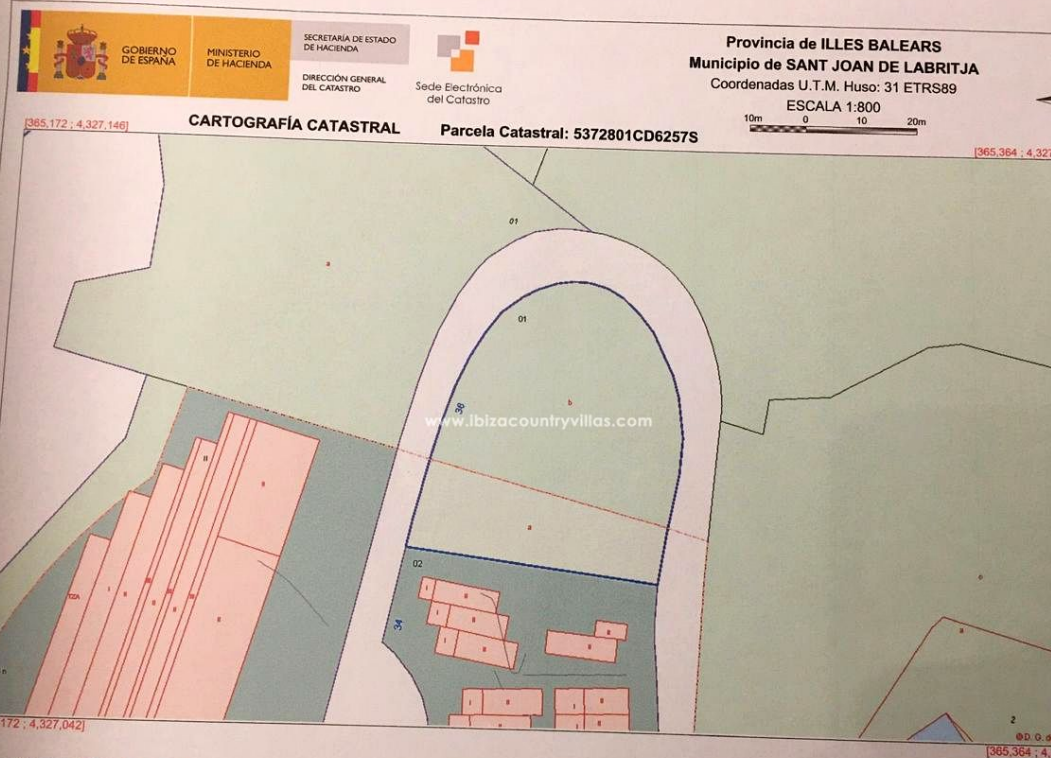 GOBIERNO
DE ESPAÑA
MINISTERIO
DE HACIENDA
SECRETARÍA DE ESTADO
DE HACIENDA
DIRECCIÓN GENERAL
DEL CATASTRO
Sede Electrónica
del Catastro
Provincia de ILLES BALEARS
Municipio de SANT JOAN DE LABRITJA
Coordenadas U.T.M. Huso: 31 ETRS89
ESCALA 1:800
10m 0 10 20m
[365,172 ; 4,327,146]
CARTOGRAFÍA CATASTRAL
Parcela Catastral: 5372801CD6257S
[365,364 ; 4,327
01
a
01
b
36
www.ibizacountryvillas.com
a
02
34
2
172 ; 4,327,042]
[365,364 ; 4,